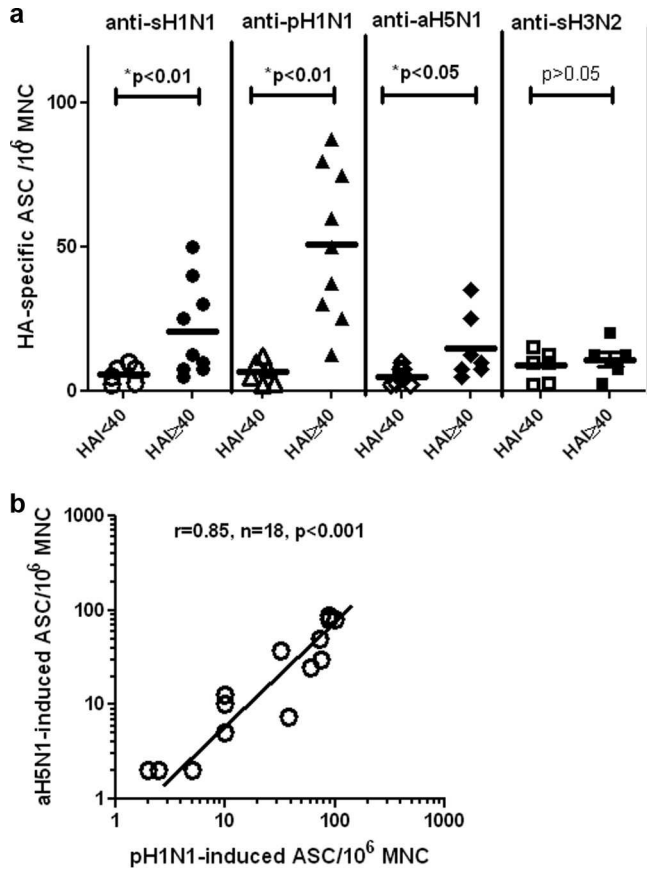 a
anti-sH1N1 anti-pH1N1 anti-aH5N1 anti-sH3N2
*p<0.01 *p<0.01 *p<0.05 p>0.05
HA-specific ASC /10⁶ MNC
100
50
0
HAI<40 HAI≥40 HAI<40 HAI≥40 HAI<40 HAI≥40 HAI<40 HAI≥40
b
r=0.85, n=18, p<0.001
aH5N1-induced ASC/10⁶ MNC
1000
100
10
1
1 10 100 1000
pH1N1-induced ASC/10⁶ MNC